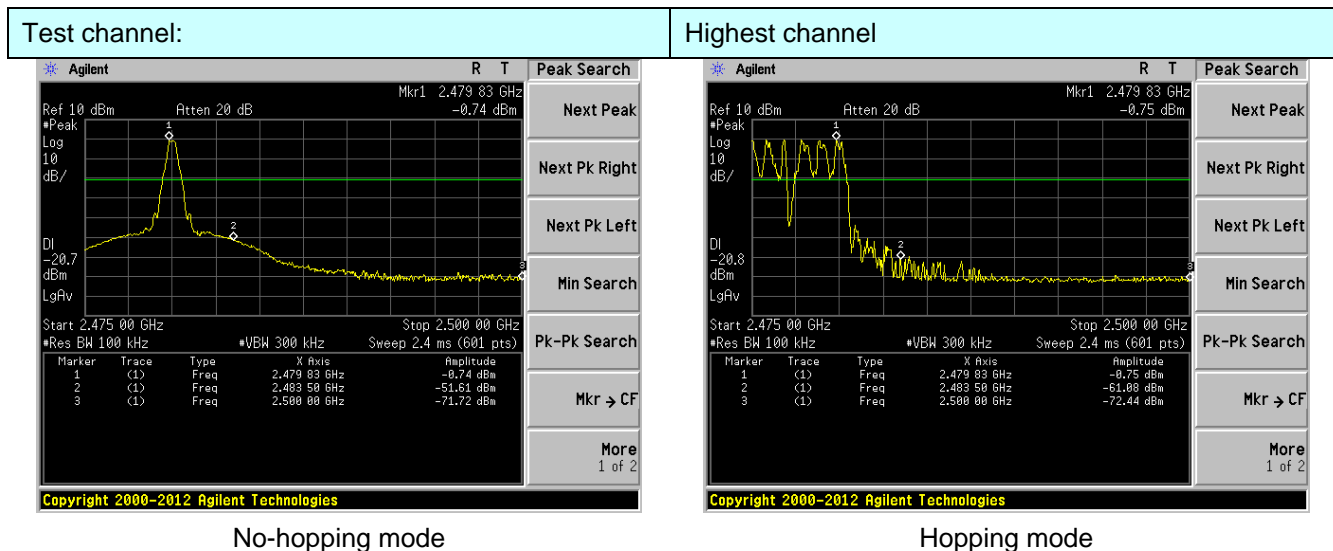 Test channel:
Highest channel
Agilent
R T
Peak Search
Mkr1 2.479 83 GHz
Ref 10 dBm
Atten 20 dB
-0.74 dBm
#Peak
Log
10
dB/
1
2
3
DI
-20.7
dBm
LgAv
Start 2.475 00 GHz
Stop 2.500 00 GHz
#Res BW 100 kHz
#VBW 300 kHz
Sweep 2.4 ms (601 pts)
Marker Trace Type X Axis Amplitude
1 (1) Freq 2.479 83 GHz -0.74 dBm
2 (1) Freq 2.483 50 GHz -51.61 dBm
3 (1) Freq 2.500 00 GHz -71.72 dBm
Next Peak
Next Pk Right
Next Pk Left
Min Search
Pk-Pk Search
Mkr → CF
More
1 of 2
Copyright 2000-2012 Agilent Technologies
No-hopping mode
Agilent
R T
Peak Search
Mkr1 2.479 83 GHz
Ref 10 dBm
Atten 20 dB
-0.75 dBm
#Peak
Log
10
dB/
1
2
3
DI
-20.8
dBm
LgAv
Start 2.475 00 GHz
Stop 2.500 00 GHz
#Res BW 100 kHz
#VBW 300 kHz
Sweep 2.4 ms (601 pts)
Marker Trace Type X Axis Amplitude
1 (1) Freq 2.479 83 GHz -0.75 dBm
2 (1) Freq 2.483 50 GHz -61.08 dBm
3 (1) Freq 2.500 00 GHz -72.44 dBm
Next Peak
Next Pk Right
Next Pk Left
Min Search
Pk-Pk Search
Mkr → CF
More
1 of 2
Copyright 2000-2012 Agilent Technologies
Hopping mode